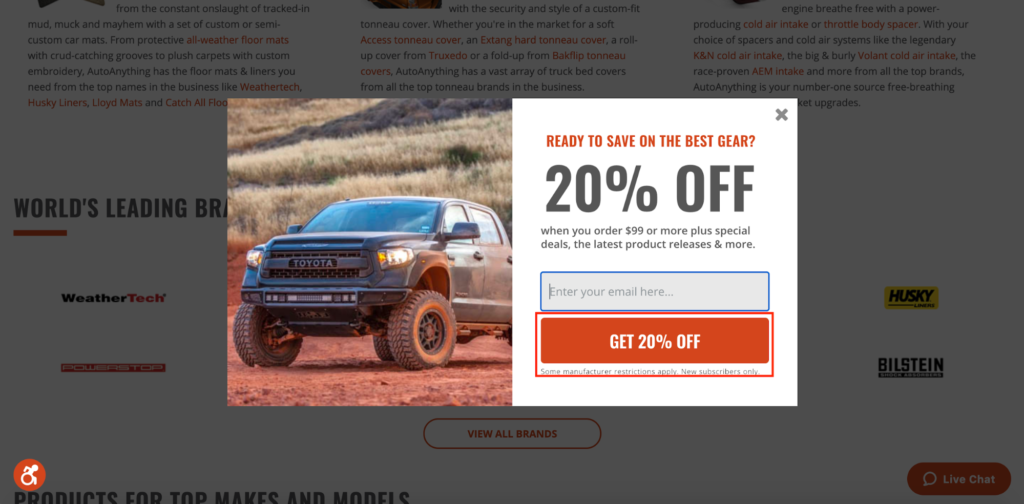 from the constant onslaught of tracked-in
mud, muck and mayhem with a set of custom or semi-
custom car mats. From protective all-weather floor mats
with crud-catching grooves to plush carpets with custom
embroidery, AutoAnything has the floor mats & liners you
need from the top names in the business like Weathertech,
Husky Liners, Lloyd Mats and Catch All Floo
with the security and style of a custom-fit
tonneau cover. Whether you're in the market for a soft
Access tonneau cover, an Extang hard tonneau cover, a roll-
up cover from Truxedo or a fold-up from Bakflip tonneau
covers, AutoAnything has a vast array of truck bed covers
from all the top tonneau brands in the business.
engine breathe free with a power-
producing cold air intake or throttle body spacer. With your
choice of spacers and cold air systems like the legendary
K&N cold air intake, the big & burly Volant cold air intake, the
race-proven AEM intake and more from all the top brands,
AutoAnything is your number-one source free-breathing
ket upgrades.
READY TO SAVE ON THE BEST GEAR?
20% OFF
when you order $99 or more plus special
deals, the latest product releases & more.
Enter your email here...
GET 20% OFF
Some manufacturer restrictions apply. New subscribers only.
TOYOTA
WORLD'S LEADING BRA
WeatherTech
HUSKY
LINERS
POWERSTOP
BILSTEIN
SHOCK ABSORBERS
VIEW ALL BRANDS
Live Chat
PRODUCTS FOR TOP MAKES AND MODELS